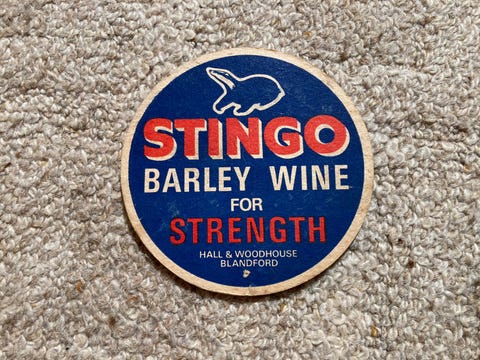 STINGO
BARLEY WINE
FOR
STRENGTH
HALL & WOODHOUSE
BLANDFORD